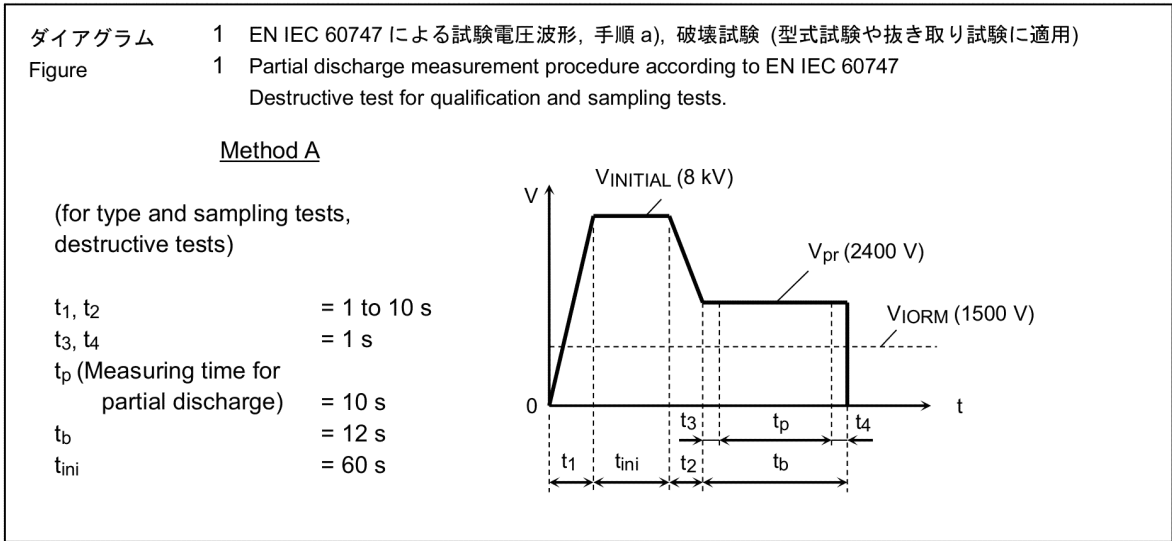 ダイアグラム 1 EN IEC 60747 による試験電圧波形, 手順 a), 破壊試験 (型式試験や抜き取り試験に適用)
Figure 1 Partial discharge measurement procedure according to EN IEC 60747
Destructive test for qualification and sampling tests.
Method A
(for type and sampling tests,
destructive tests)
t1, t2 = 1 to 10 s
t3, t4 = 1 s
tp (Measuring time for
partial discharge) = 10 s
tb = 12 s
tini = 60 s
V
VINITIAL (8 kV)
Vpr (2400 V)
VIORM (1500 V)
0
t
t3 tp t4
t1 tini t2 tb